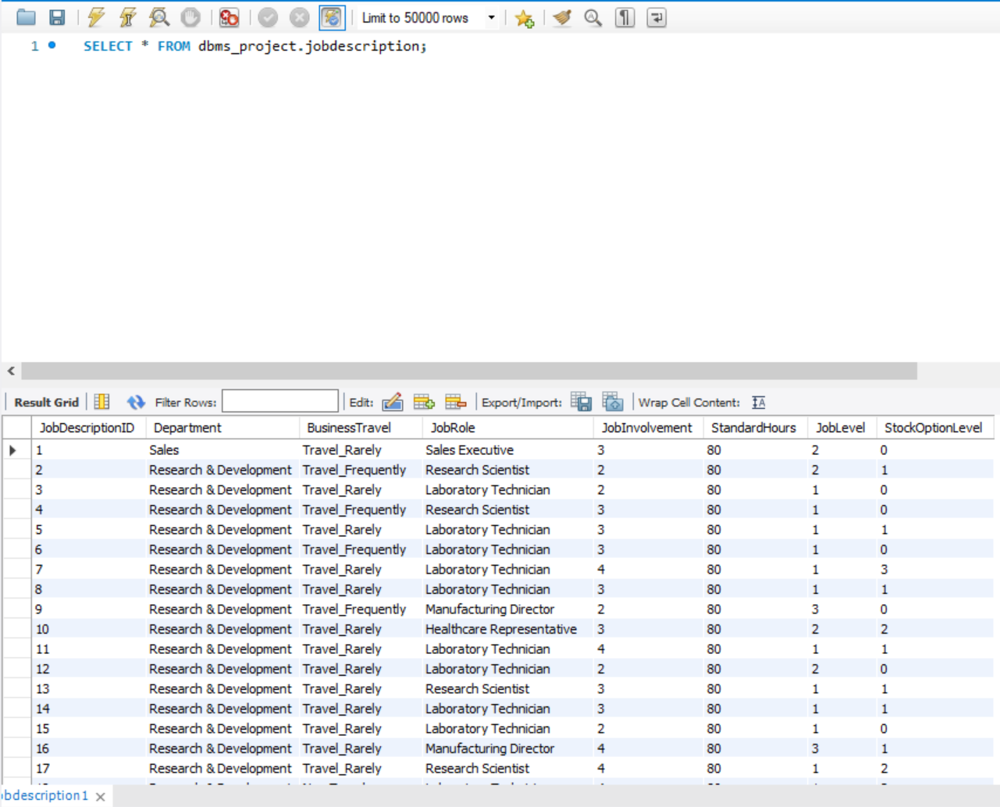 Limit to 50000 rows
1 SELECT * FROM dbms_project.jobdescription;
Result Grid Filter Rows: Edit: Export/Import: Wrap Cell Content:
JobDescriptionID Department BusinessTravel JobRole JobInvolvement StandardHours JobLevel StockOptionLevel
1 Sales Travel_Rarely Sales Executive 3 80 2 0
2 Research & Development Travel_Frequently Research Scientist 2 80 2 1
3 Research & Development Travel_Rarely Laboratory Technician 2 80 1 0
4 Research & Development Travel_Frequently Research Scientist 3 80 1 0
5 Research & Development Travel_Rarely Laboratory Technician 3 80 1 1
6 Research & Development Travel_Frequently Laboratory Technician 3 80 1 0
7 Research & Development Travel_Rarely Laboratory Technician 4 80 1 3
8 Research & Development Travel_Rarely Laboratory Technician 3 80 1 1
9 Research & Development Travel_Frequently Manufacturing Director 2 80 3 0
10 Research & Development Travel_Rarely Healthcare Representative 3 80 2 2
11 Research & Development Travel_Rarely Laboratory Technician 4 80 1 1
12 Research & Development Travel_Rarely Laboratory Technician 2 80 2 0
13 Research & Development Travel_Rarely Research Scientist 3 80 1 1
14 Research & Development Travel_Rarely Laboratory Technician 3 80 1 1
15 Research & Development Travel_Rarely Laboratory Technician 2 80 1 0
16 Research & Development Travel_Rarely Manufacturing Director 4 80 3 1
17 Research & Development Travel_Rarely Research Scientist 4 80 1 2
bdescription1